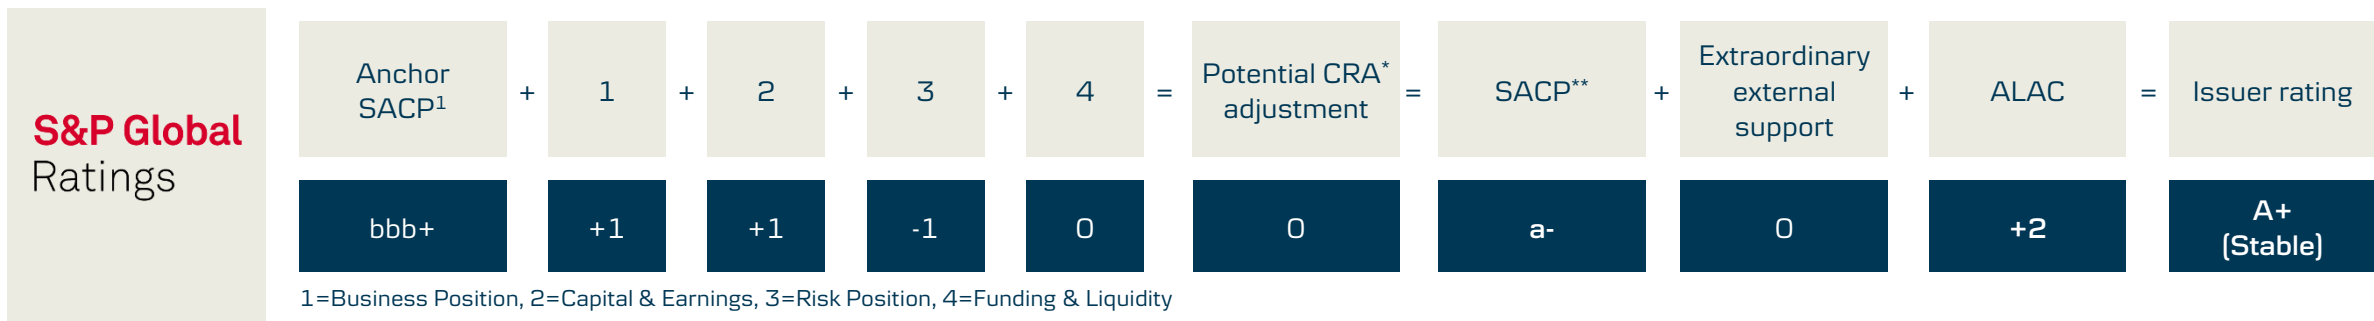 S&P Global
Ratings
Anchor
SACP¹
+
1
+
2
+
3
+
4
=
Potential CRA*
adjustment
=
SACP**
+
Extraordinary
external
support
+
ALAC
=
Issuer rating
bbb+
+1
+1
-1
0
0
a-
0
+2
A+
(Stable)
1=Business Position, 2=Capital & Earnings, 3=Risk Position, 4=Funding & Liquidity